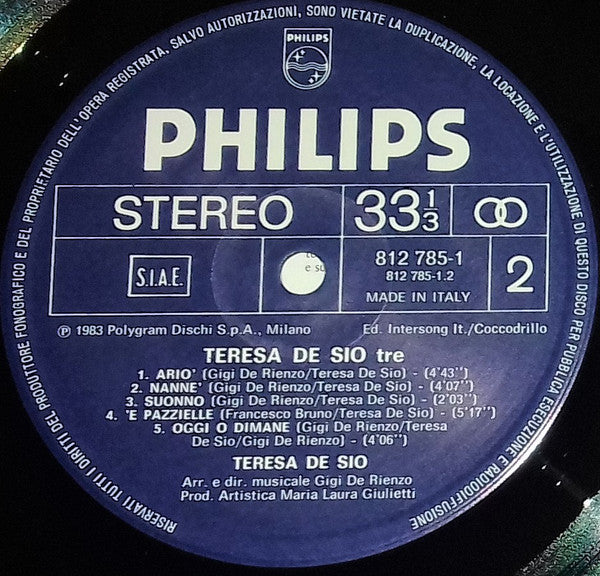 RISERVATI TUTTI I DIRITTI DEL PRODUTTORE FONOGRAFICO E DEL PROPRIETARIO DELL'OPERA REGISTRATA, SALVO AUTORIZZAZIONI, SONO VIETATE LA DUPLICAZIONE, LA LOCAZIONE E L'UTILIZZAZIONE DI QUESTO DISCO PER PUBBLICA ESECUZIONE E RADIODIFFUSIONE
PHILIPS
PHILIPS
STEREO 33⅓
S.I.A.E. 812 785-1 2
812 785-1.2
MADE IN ITALY
℗ 1983 Polygram Dischi S.p.A., Milano Ed. Intersong It./Coccodrillo
TERESA DE SIO tre
1. ARIO' (Gigi De Rienzo/Teresa De Sio) - (4'43'')
2. NANNE' (Gigi De Rienzo/Teresa De Sio) - (4'07'')
3. SUONNO (Gigi De Rienzo/Teresa De Sio) - (2'03'')
4. 'E PAZZIELLE (Francesco Bruno/Teresa De Sio) - (5'17'')
5. OGGI O DIMANE (Gigi De Rienzo/Teresa
De Sio/Gigi De Rienzo) - (4'06'')
TERESA DE SIO
Arr. e dir. musicale Gigi De Rienzo
Prod. Artistica Maria Laura Giulietti